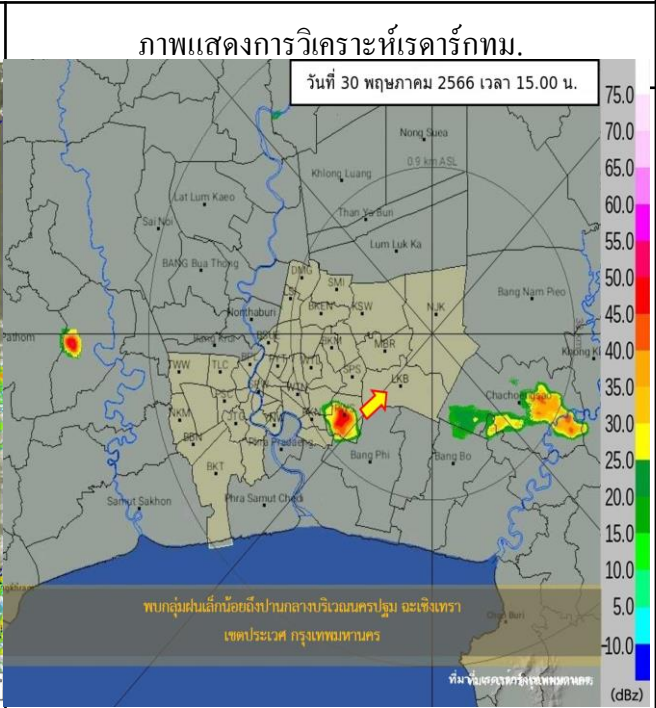 ภาพแสดงการวิเคราะห์เรดาร์กทม.
วันที่ 30 พฤษภาคม 2566 เวลา 15.00 น.
75.0
70.0
65.0
60.0
55.0
50.0
45.0
40.0
35.0
30.0
25.0
20.0
15.0
10.0
5.0
-10.0
(dBz)
Nong Suea
0.9 km ASL
Khlong Luang
Lat Lum Kaeo
Than Ya Buri
Sai Noi
Lum Luk Ka
BANG Bua Thong
DMG
SMI
LSI
Bang Nam Prieo
BKEN
KSW
NJK
Nonthaburi
Pathom
BKM
MBR
TWW
TLC
SPS
LKB
Chachoengsao
NKM
JTG
BBN
Phra Pradaeng
Bang Phi
Bang Bo
BKT
Samut Sakhon
Phra Samut Chedi
พบกลุ่มฝนเล็กน้อยถึงปานกลางบริเวณนครปฐม ฉะเชิงเทรา
เขตประเวศ กรุงเทพมหานคร
Chon Buri